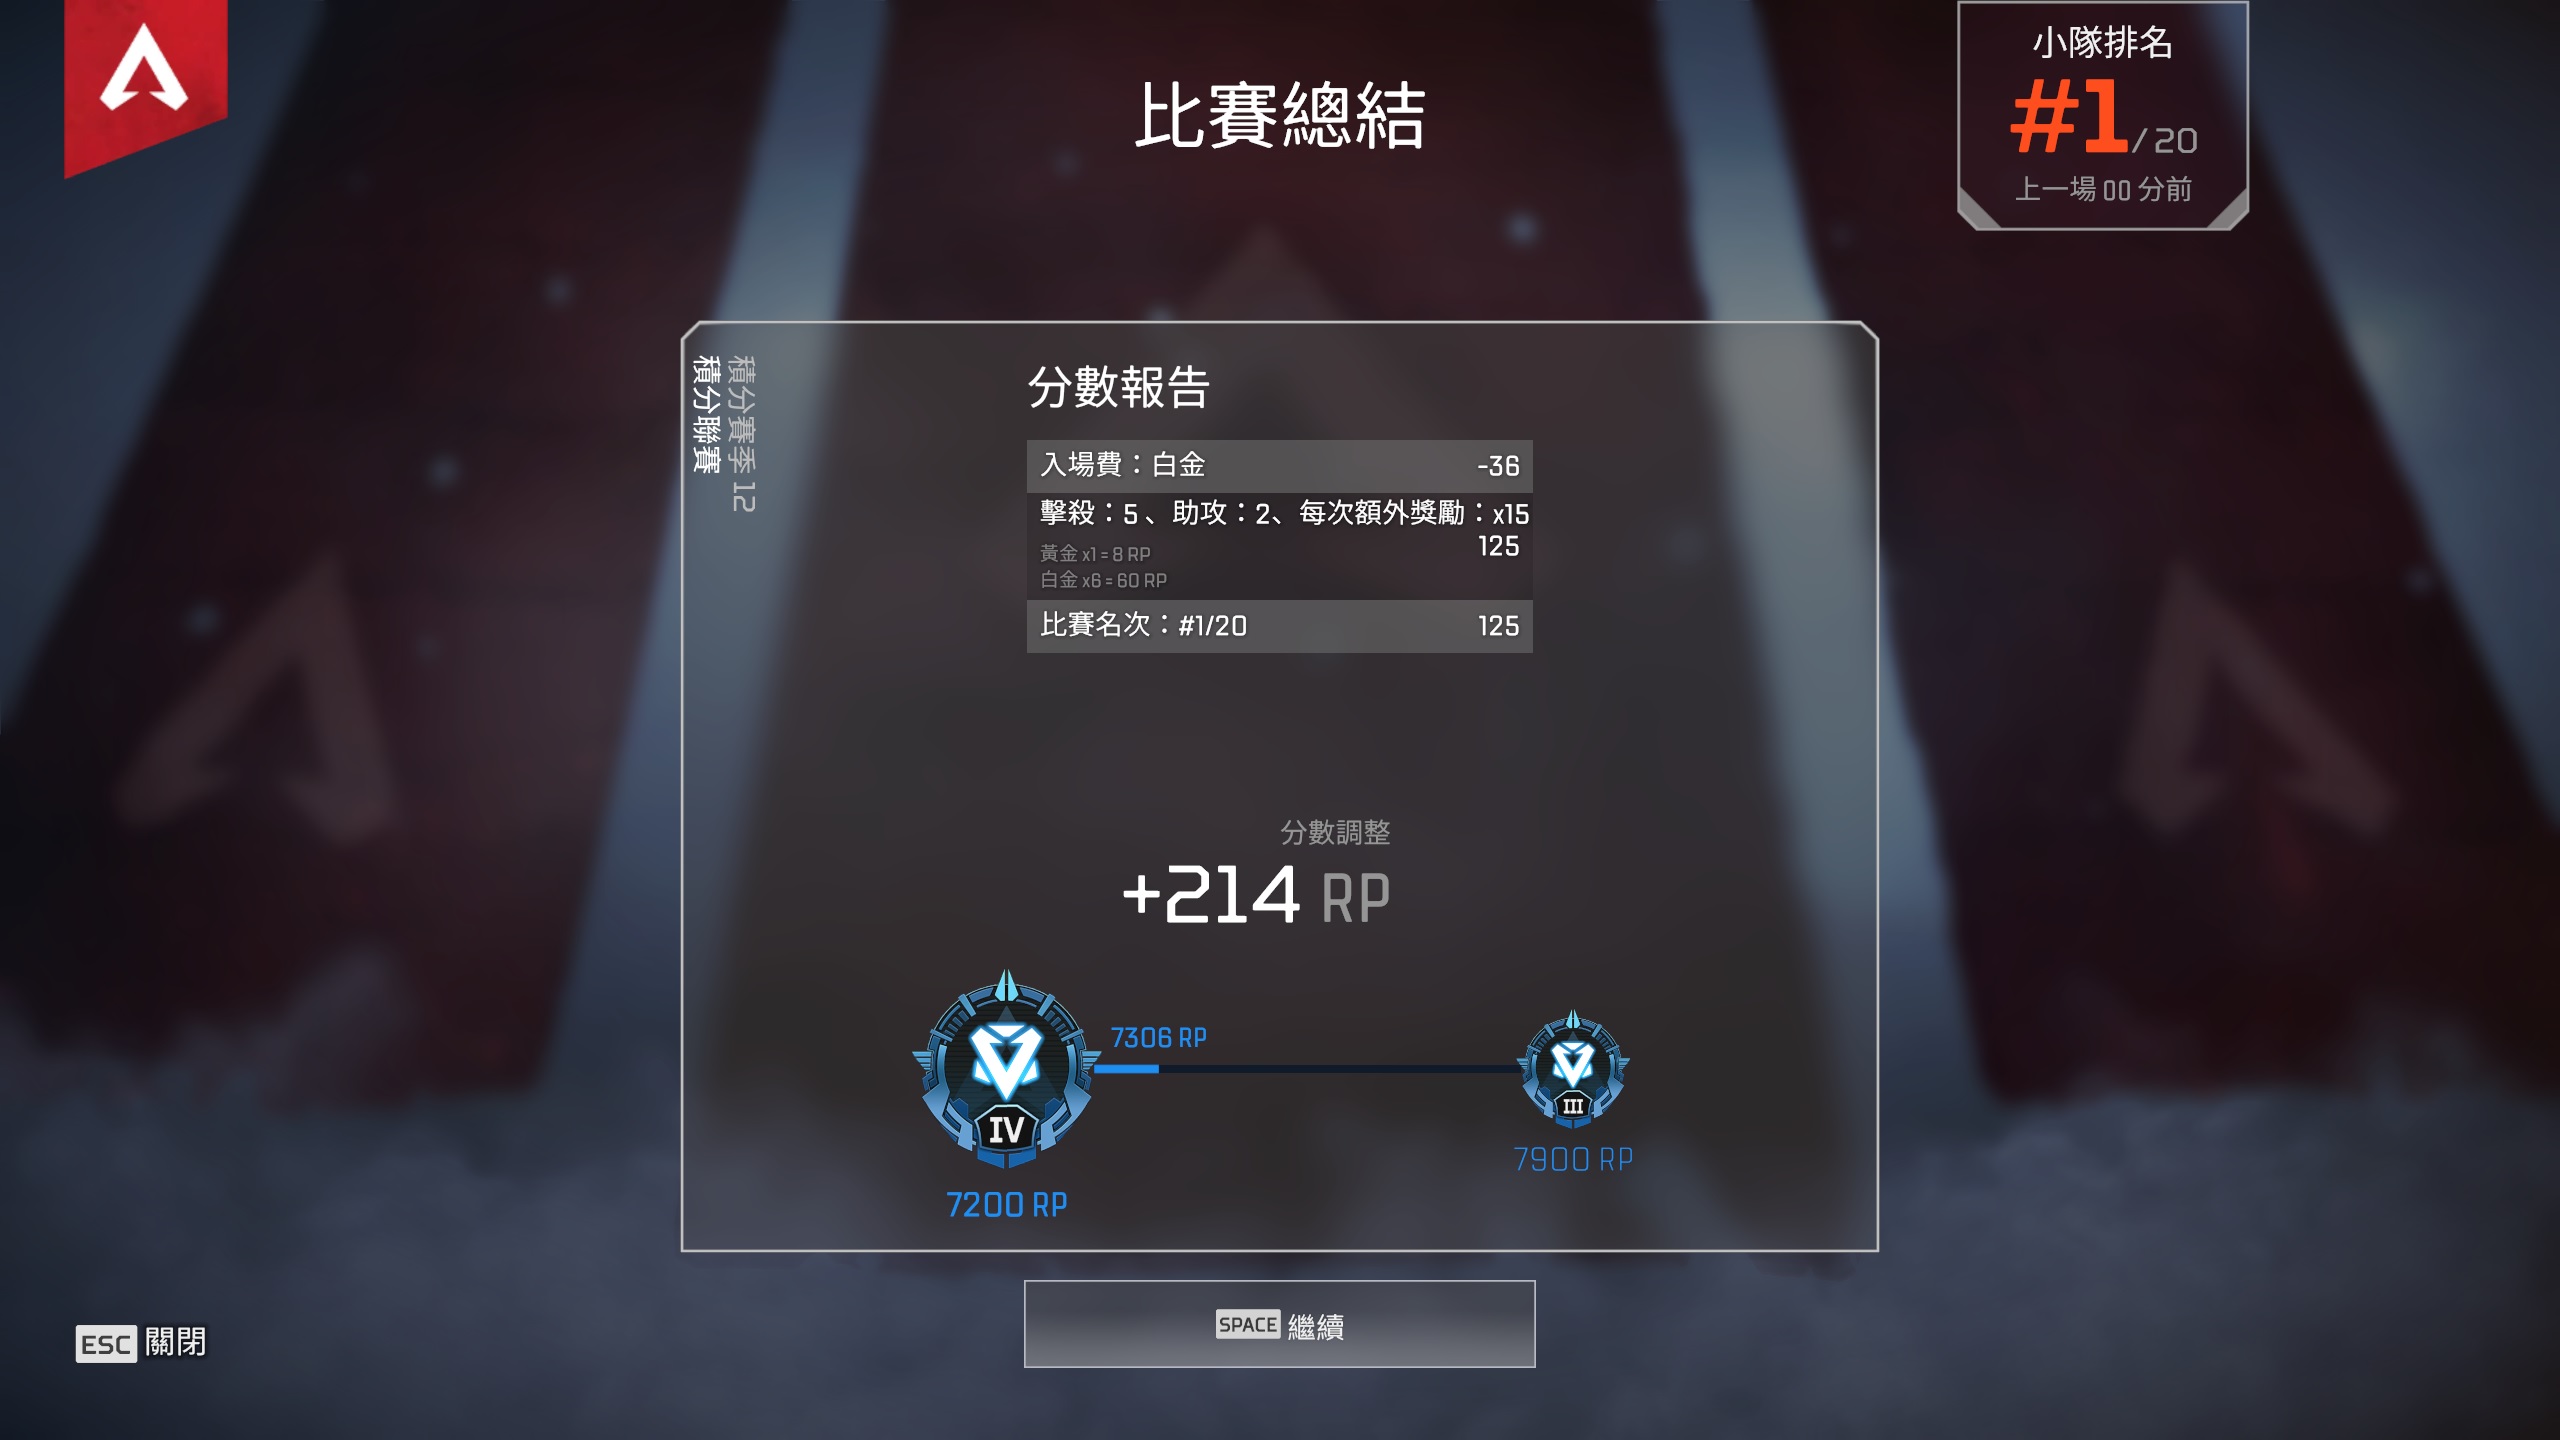 比賽總結
小隊排名
#1/20
上一場 00 分前
積分賽季 12
積分聯賽
分數報告
入場費：白金 -36
擊殺：5、助攻：2、每次額外獎勵：x15
125
黃金 x1 = 8 RP
白金 x6 = 60 RP
比賽名次：#1/20 125
分數調整
+214 RP
7306 RP
IV
III
7200 RP
7900 RP
SPACE 繼續
ESC 關閉